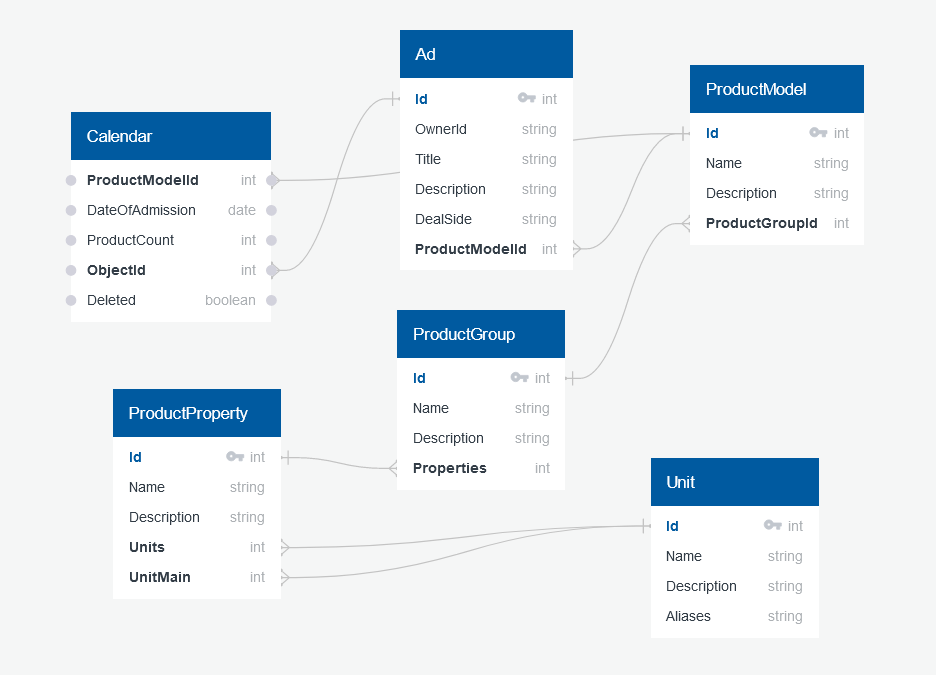 Ad
Id int
OwnerId string
Title string
Description string
DealSide string
ProductModelId int
ProductModel
Id int
Name string
Description string
ProductGroupId int
Calendar
ProductModelId int
DateOfAdmission date
ProductCount int
ObjectId int
Deleted boolean
ProductGroup
Id int
Name string
Description string
Properties int
ProductProperty
Id int
Name string
Description string
Units int
UnitMain int
Unit
Id int
Name string
Description string
Aliases string